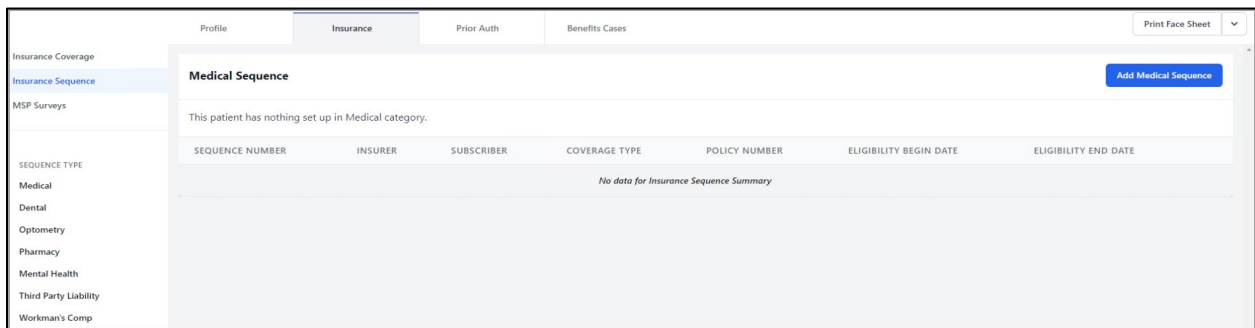 Profile Insurance Prior Auth Benefits Cases Print Face Sheet
Insurance Coverage
Insurance Sequence
MSP Surveys
SEQUENCE TYPE
Medical
Dental
Optometry
Pharmacy
Mental Health
Third Party Liability
Workman's Comp
Medical Sequence Add Medical Sequence
This patient has nothing set up in Medical category.
SEQUENCE NUMBER INSURER SUBSCRIBER COVERAGE TYPE POLICY NUMBER ELIGIBILITY BEGIN DATE ELIGIBILITY END DATE
No data for Insurance Sequence Summary